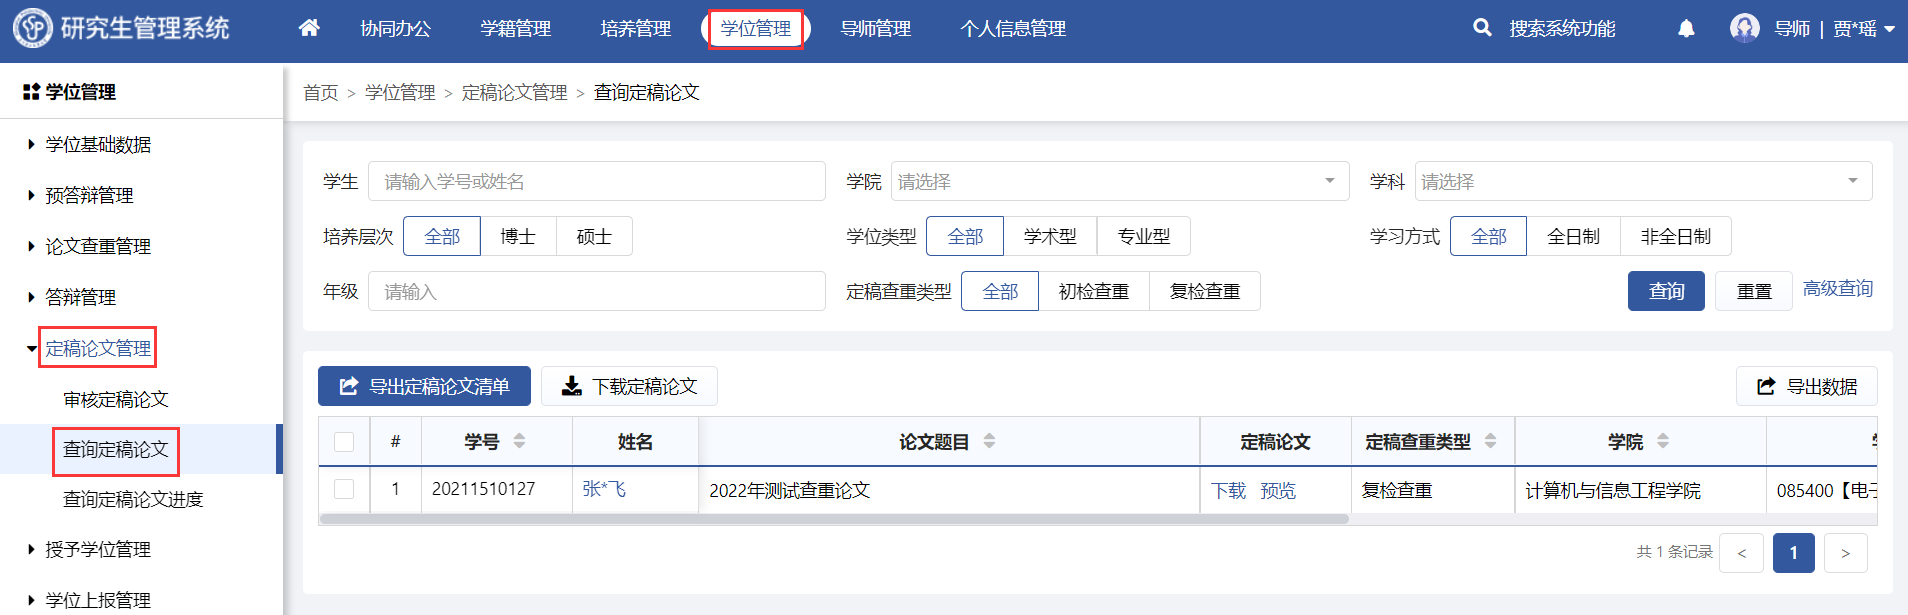 研究生管理系统
协同办公 学籍管理 培养管理 学位管理 导师管理 个人信息管理 搜索系统功能 导师 | 贾*瑶
学位管理
学位基础数据
预答辩管理
论文查重管理
答辩管理
定稿论文管理
审核定稿论文
查询定稿论文
查询定稿论文进度
授予学位管理
学位上报管理
首页 > 学位管理 > 定稿论文管理 > 查询定稿论文
学生 请输入学号或姓名 学院 请选择 学科 请选择
培养层次 全部 博士 硕士 学位类型 全部 学术型 专业型 学习方式 全部 全日制 非全日制
年级 请输入 定稿查重类型 全部 初检查重 复检查重 查询 重置 高级查询
导出定稿论文清单 下载定稿论文 导出数据
# 学号 姓名 论文题目 定稿论文 定稿查重类型 学院
1 20211510127 张*飞 2022年测试查重论文 下载 预览 复检查重 计算机与信息工程学院 085400【电子
共 1 条记录 < 1 >